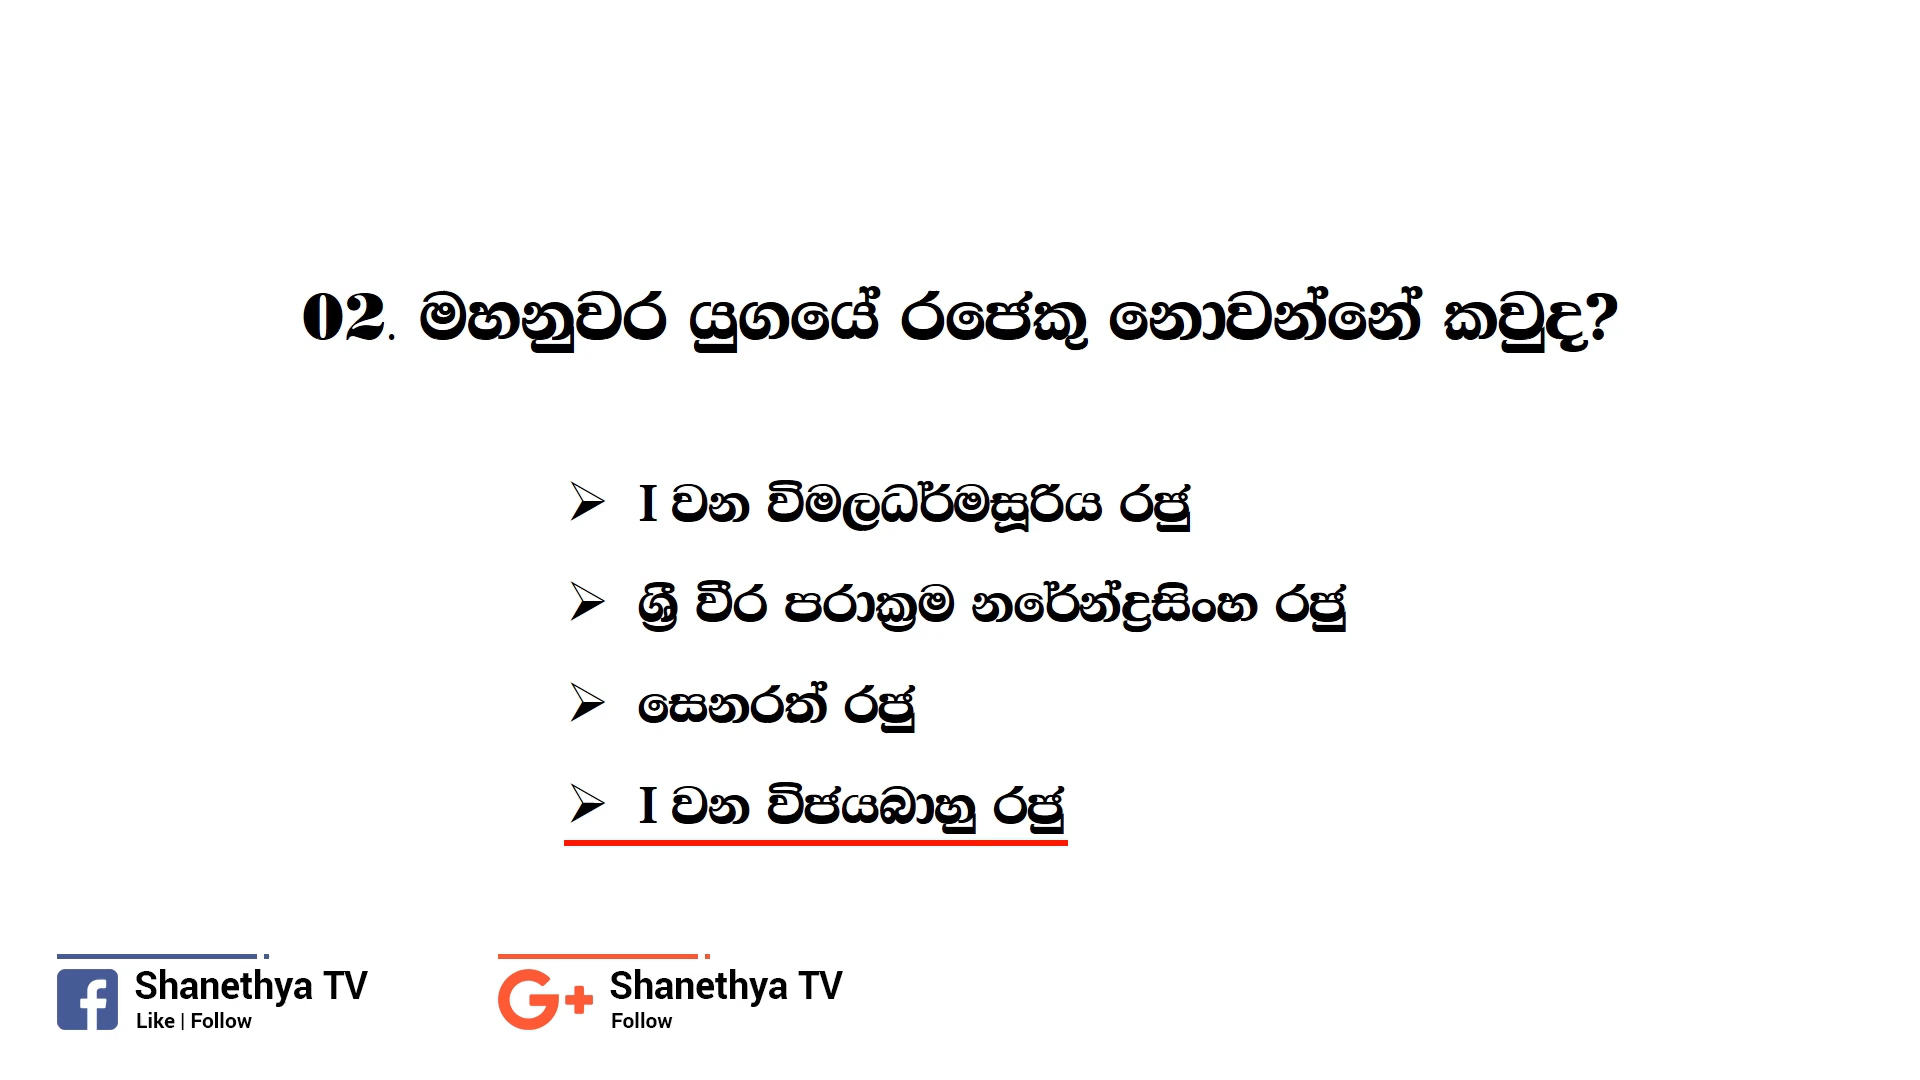 02. මහනුවර යුගයේ රජෙකු නොවන්නේ කවුද?
➢ I වන විමලධර්මසූරිය රජු
➢ ශ්‍රී වීර පරාක්‍රම නරේන්ද්‍රසිංහ රජු
➢ සෙනරත් රජු
➢ I වන විජයබාහු රජු
Shanethya TV
Like | Follow
G+ Shanethya TV
Follow